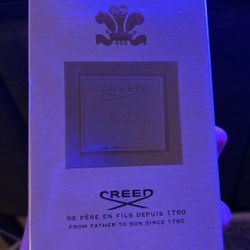 CREED
CREED
DE PÈRE EN FILS DEPUIS 1760
FROM FATHER TO SON SINCE 1760